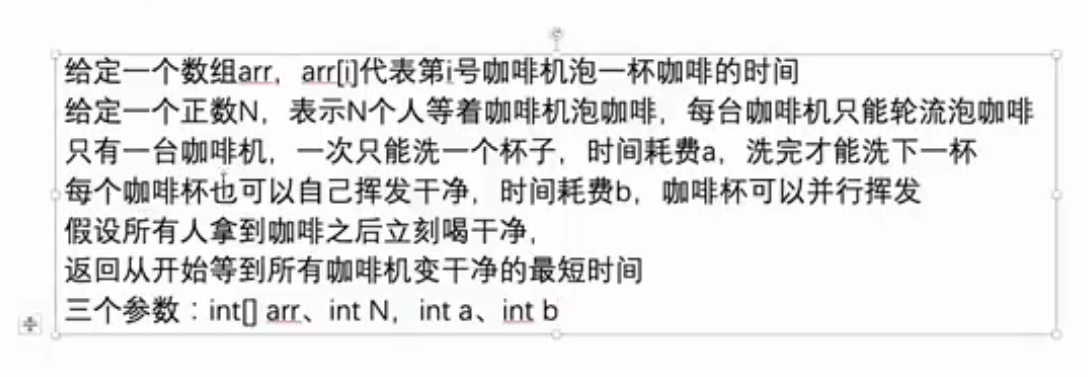 给定一个数组arr，arr[i]代表第i号咖啡机泡一杯咖啡的时间
给定一个正数N，表示N个人等着咖啡机泡咖啡，每台咖啡机只能轮流泡咖啡
只有一台咖啡机，一次只能洗一个杯子，时间耗费a，洗完才能洗下一杯
每个咖啡杯也可以自己挥发干净，时间耗费b，咖啡杯可以并行挥发
假设所有人拿到咖啡之后立刻喝干净，
返回从开始等到所有咖啡机变干净的最短时间
三个参数：int[] arr、int N，int a、int b